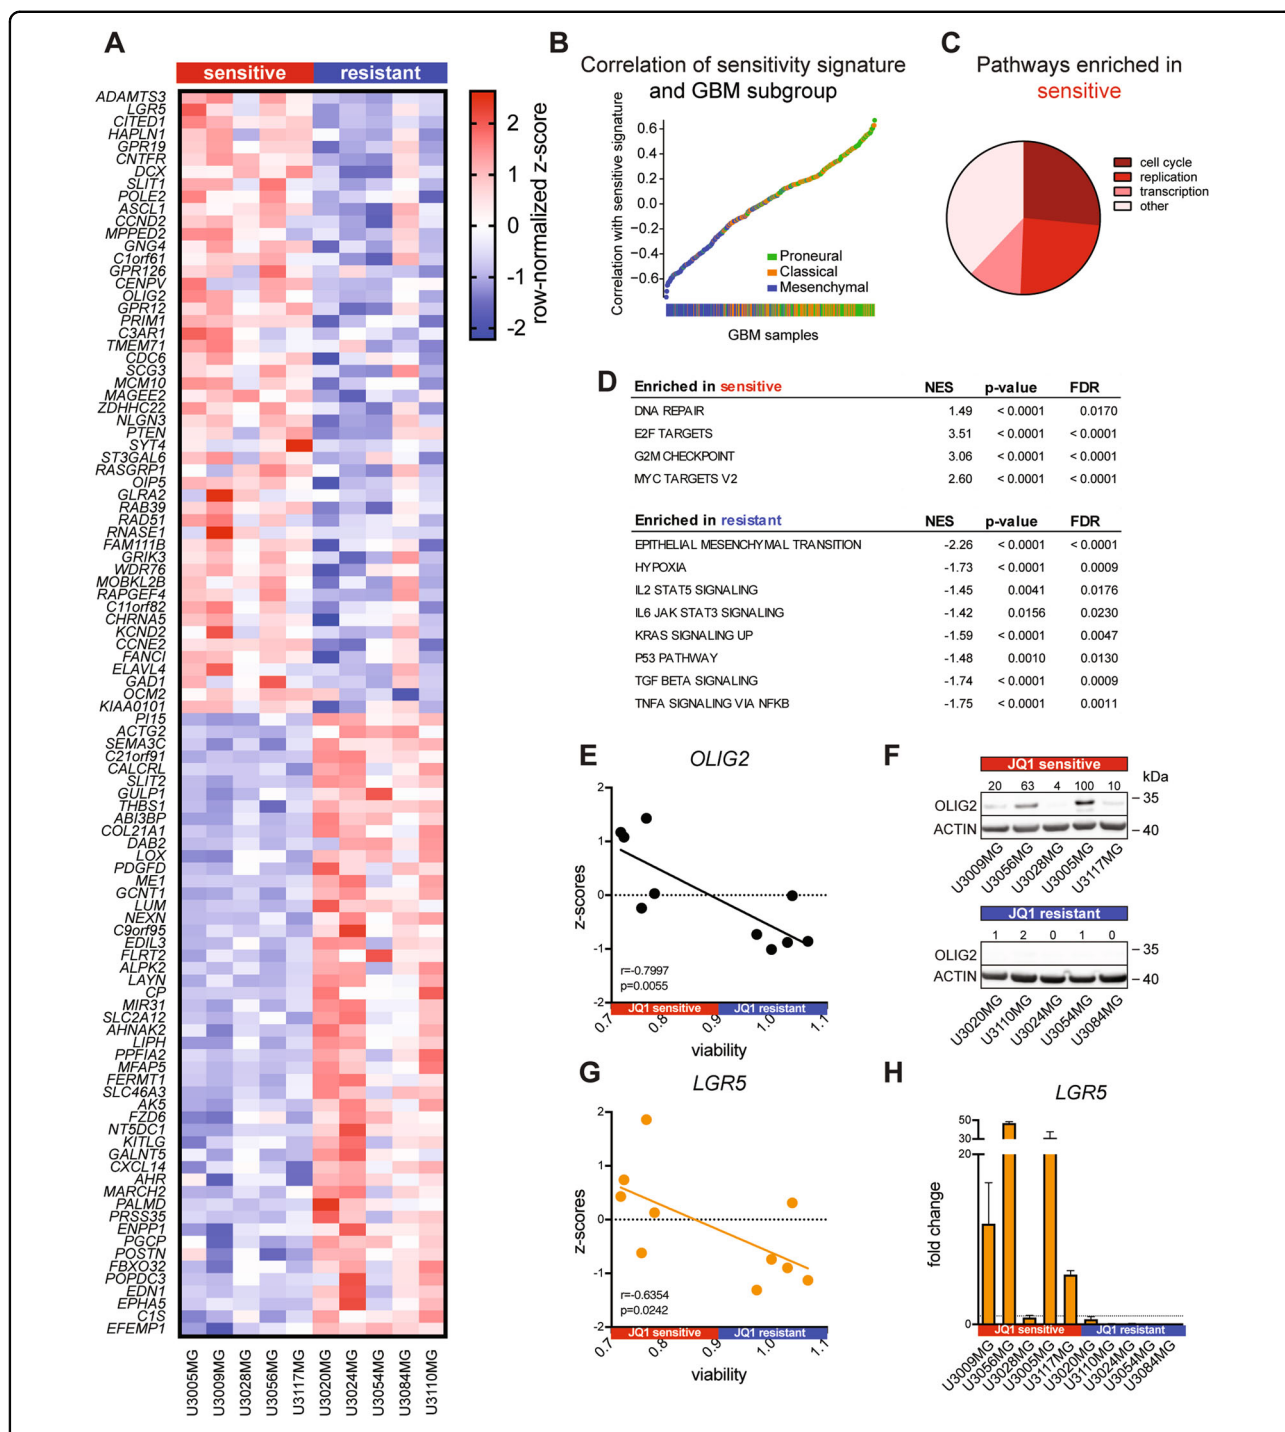 A
sensitive
resistant
ADAMTS3
LGR5
CITED1
HAPLN1
GPR19
CNTFR
DCX
SLIT1
POLE2
ASCL1
CCND2
MPPED2
GNG4
C1orf61
GPR126
CENPV
OLIG2
GPR12
PRIM1
C3AR1
TMEM71
CDC6
SCG3
MCM10
MAGEE2
ZDHHC22
NLGN3
PTEN
SYT4
ST3GAL6
RASGRP1
OIP5
GLRA2
RAB39
RAD51
RNASE1
FAM111B
GRIK3
WDR76
MOBKL2B
RAPGEF4
C11orf82
CHRNA5
KCND2
CCNE2
FANCI
ELAVL4
GAD1
OCM2
KIAA0101
PI15
ACTG2
SEMA3C
C21orf91
CALCRL
SLIT2
GULP1
THBS1
ABI3BP
COL21A1
DAB2
LOX
PDGFD
ME1
GCNT1
LUM
NEXN
C9orf95
EDIL3
FLRT2
ALPK2
LAYN
CP
MIR31
SLC2A12
AHNAK2
LIPH
PPFIA2
MFAP5
FERMT1
SLC46A3
AK5
FZD6
NT5DC1
KITLG
GALNT5
CXCL14
AHR
MARCH2
PALMD
PRSS35
ENPP1
PGCP
POSTN
FBXO32
POPDC3
EDN1
EPHA5
C1S
EFEMP1
U3005MG
U3009MG
U3028MG
U3056MG
U3117MG
U3020MG
U3024MG
U3054MG
U3084MG
U3110MG
2
1
0
-1
-2
row-normalized z-score
B
Correlation of sensitivity signature
and GBM subgroup
Correlation with sensitive signature
0.6
0.4
0.2
0.0
−0.2
−0.4
−0.6
Proneural
Classical
Mesenchymal
GBM samples
C
Pathways enriched in
sensitive
cell cycle
replication
transcription
other
D
Enriched in sensitive NES p-value FDR
DNA REPAIR 1.49 < 0.0001 0.0170
E2F TARGETS 3.51 < 0.0001 < 0.0001
G2M CHECKPOINT 3.06 < 0.0001 < 0.0001
MYC TARGETS V2 2.60 < 0.0001 < 0.0001
Enriched in resistant NES p-value FDR
EPITHELIAL MESENCHYMAL TRANSITION -2.26 < 0.0001 < 0.0001
HYPOXIA -1.73 < 0.0001 0.0009
IL2 STAT5 SIGNALING -1.45 0.0041 0.0176
IL6 JAK STAT3 SIGNALING -1.42 0.0156 0.0230
KRAS SIGNALING UP -1.59 < 0.0001 0.0047
P53 PATHWAY -1.48 0.0010 0.0130
TGF BETA SIGNALING -1.74 < 0.0001 0.0009
TNFA SIGNALING VIA NFKB -1.75 < 0.0001 0.0011
E
OLIG2
z-scores
2
1
0
-1
-2
r=-0.7997
p=0.0055
JQ1 sensitive
JQ1 resistant
0.7
0.8
0.9
1.0
1.1
viability
F
JQ1 sensitive
kDa
20 63 4 100 10
OLIG2
– 35
ACTIN
– 40
U3009MG
U3056MG
U3028MG
U3005MG
U3117MG
JQ1 resistant
1 2 0 1 0
OLIG2
– 35
ACTIN
– 40
U3020MG
U3110MG
U3024MG
U3054MG
U3084MG
G
LGR5
z-scores
2
1
0
-1
-2
r=-0.6354
p=0.0242
JQ1 sensitive
JQ1 resistant
0.7
0.8
0.9
1.0
1.1
viability
H
LGR5
fold change
50
30
20
0
JQ1 sensitive
JQ1 resistant
U3009MG
U3056MG
U3028MG
U3005MG
U3117MG
U3020MG
U3110MG
U3024MG
U3054MG
U3084MG